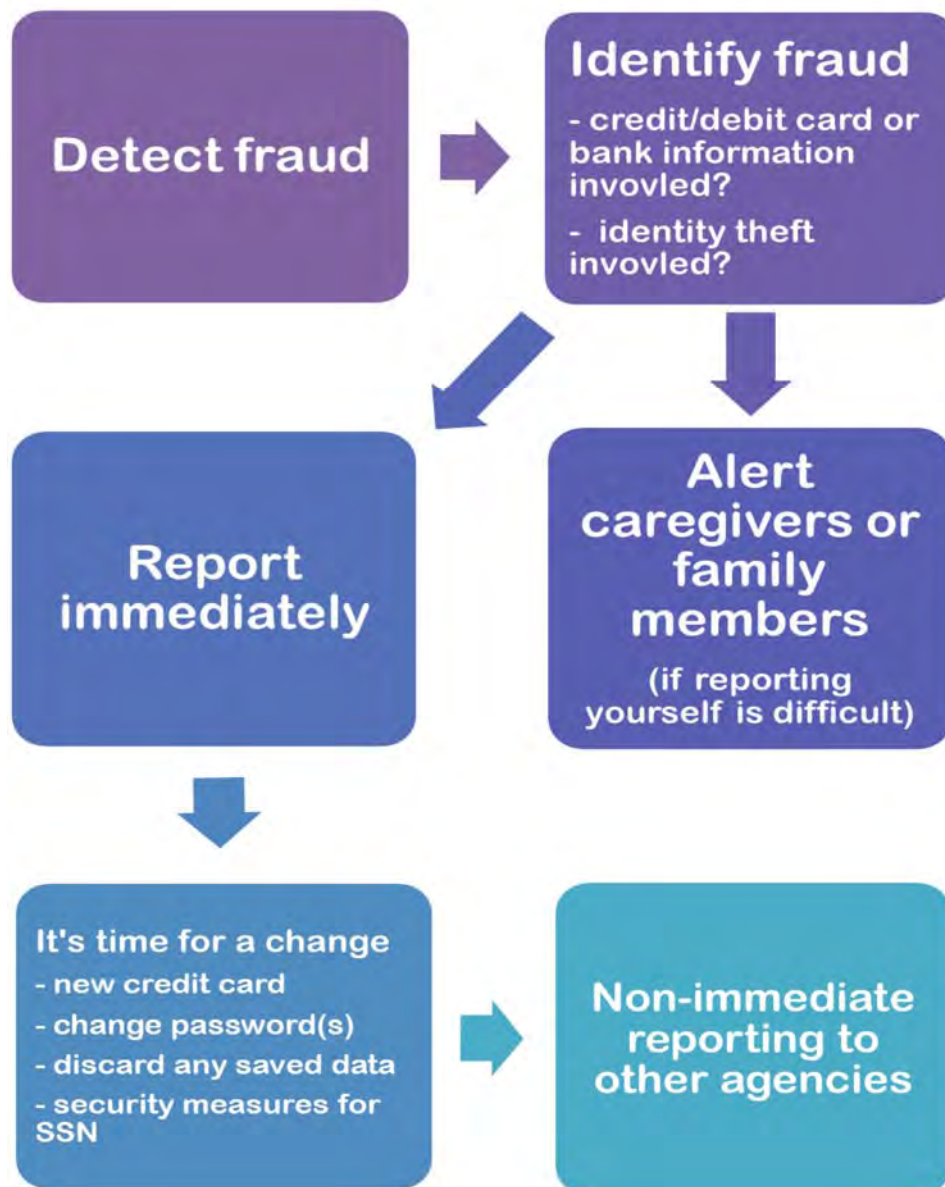 Detect fraud
Identify fraud
- credit/debit card or
bank information
invovled?
- identity theft
invovled?
Report
immediately
Alert
caregivers or
family
members
(if reporting
yourself is difficult)
It's time for a change
- new credit card
- change password(s)
- discard any saved data
- security measures for
SSN
Non-immediate
reporting to
other agencies